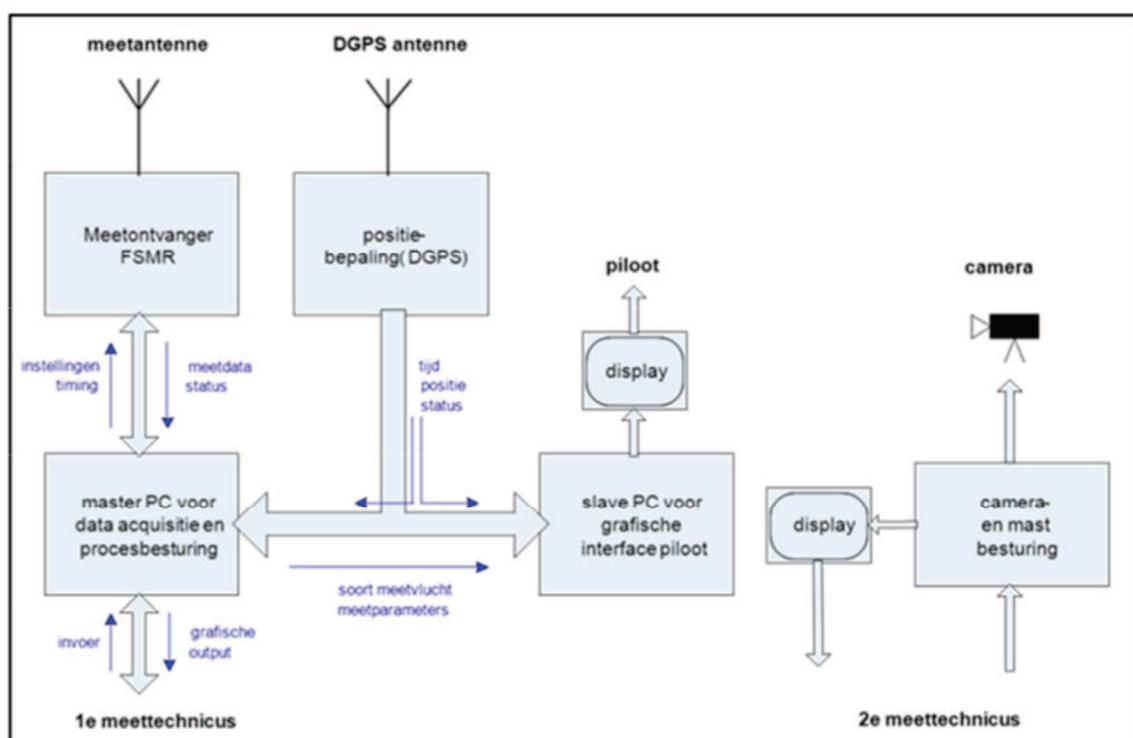 meetantenne
DGPS antenne
Meetontvanger
FSMR
positie-
bepaling(DGPS)
piloot
camera
instellingen
timing
meetdata
status
tijd
positie
status
display
master PC voor
data acquisitie en
procesbesturing
slave PC voor
grafische
interface piloot
display
camera-
en mast
besturing
soort meetvlucht
meetparameters
invoer
grafische
output
1e meettechnicus
2e meettechnicus